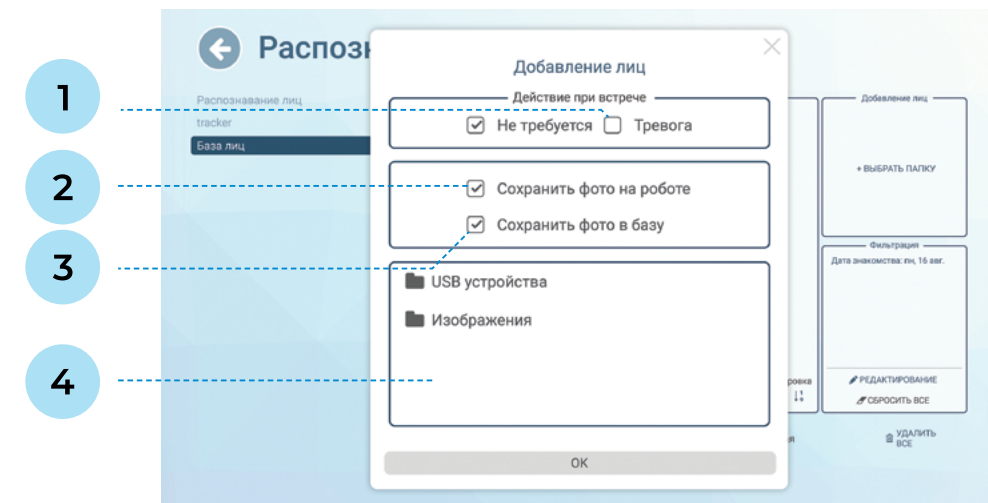 1
2
3
4
Распозн
Распознавание лиц
tracker
База лиц
Добавление лиц
Действие при встрече
Не требуется Тревога
Сохранить фото на роботе
Сохранить фото в базу
USB устройства
Изображения
OK
Добавление лиц
+ ВЫБРАТЬ ПАПКУ
Фильтрация
Дата знакомства: пн, 16 авг.
РЕДАКТИРОВАНИЕ
СБРОСИТЬ ВСЕ
ровка
я
УДАЛИТЬ
ВСЕ